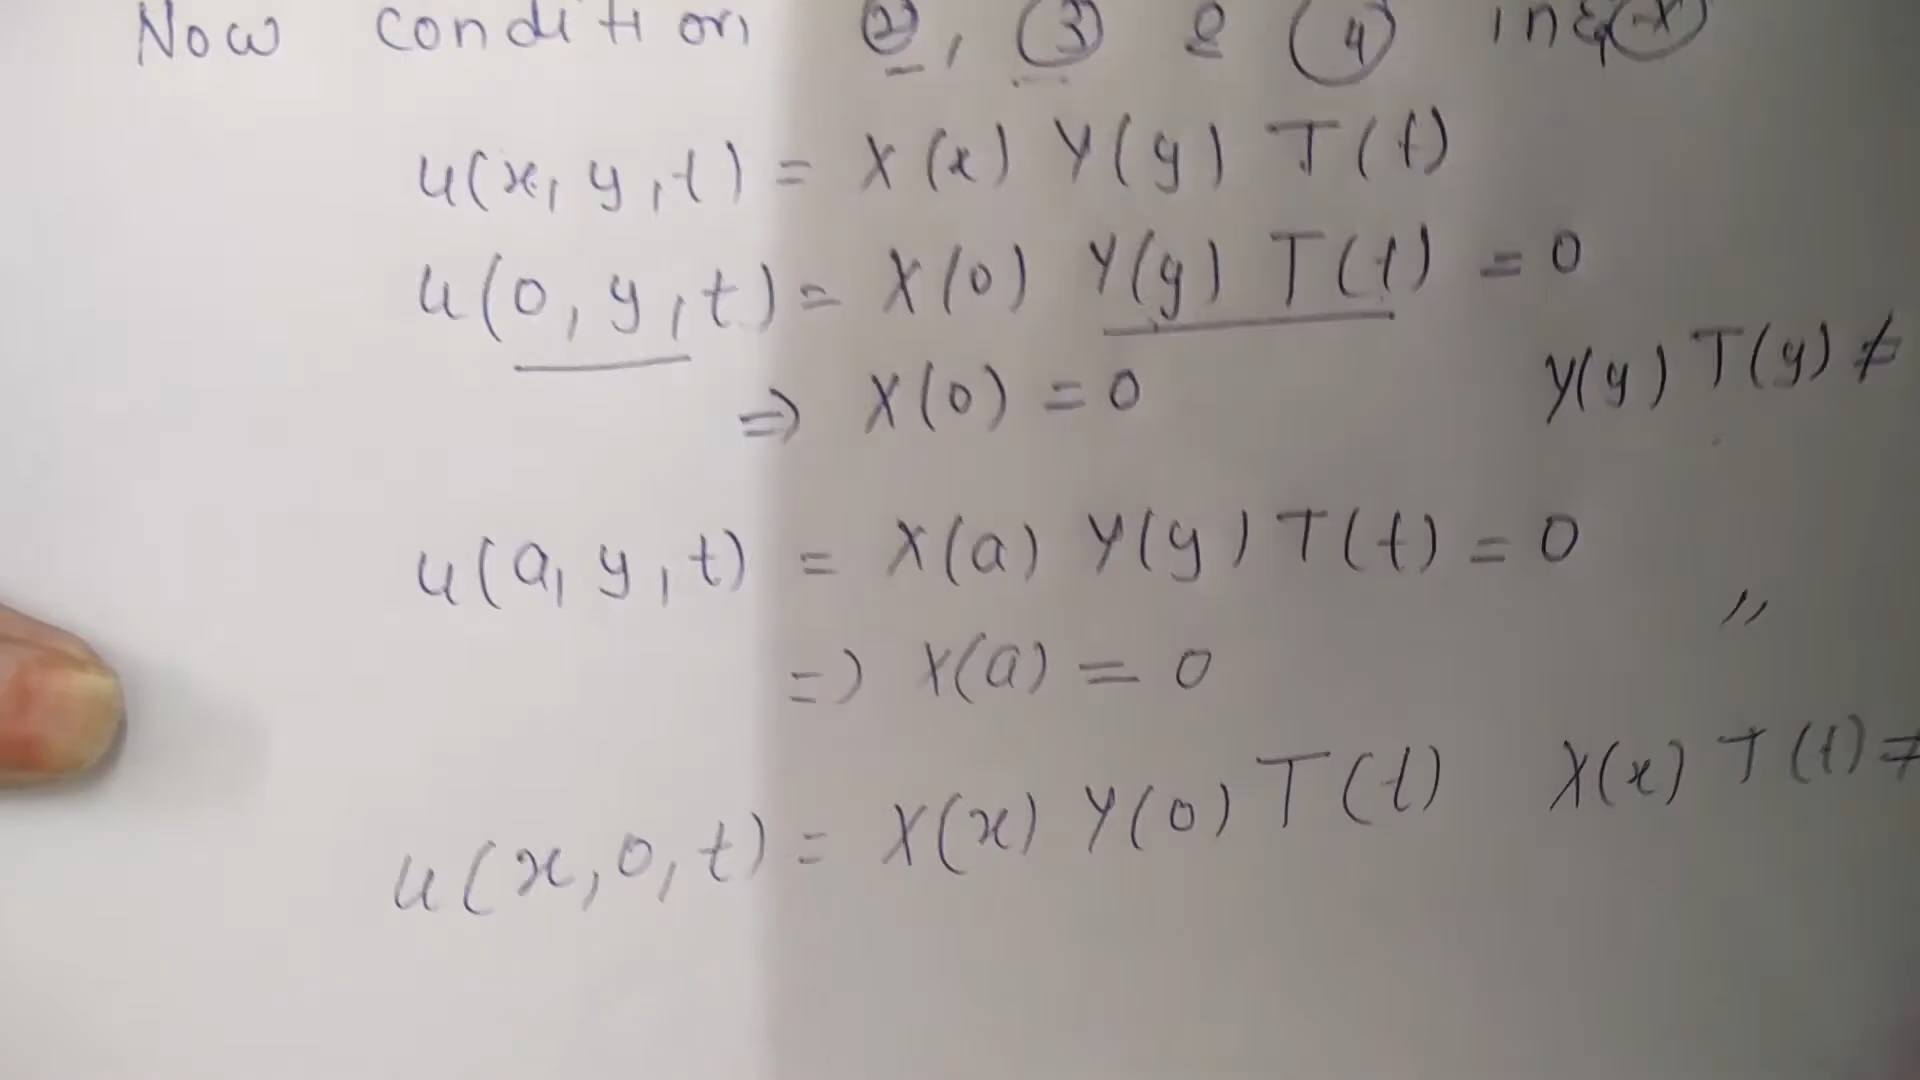 Now condition ②, ③ & ④ in
u(x, y, t) = X(x) Y(y) T(t)
u(0, y, t) = X(0) Y(y) T(t) = 0
⇒ X(0) = 0 Y(y) T(y) ≠
u(a, y, t) = X(a) Y(y) T(t) = 0
⇒ X(a) = 0 〃
u(x, 0, t) = X(x) Y(0) T(t) X(x) T(t) ≠